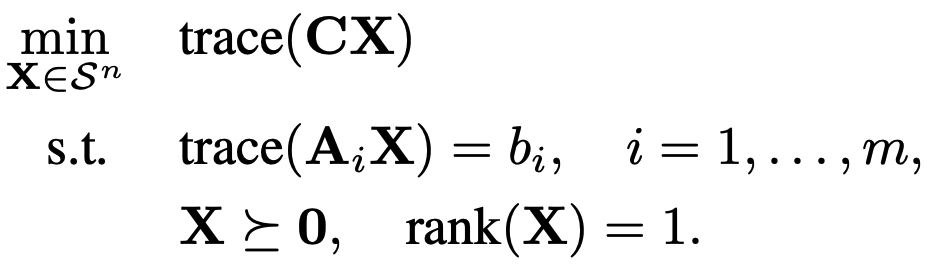 min trace(CX)
X∈𝒮ⁿ
s.t. trace(AᵢX) = bᵢ, i = 1, . . . , m,
X ⪰ 0, rank(X) = 1.